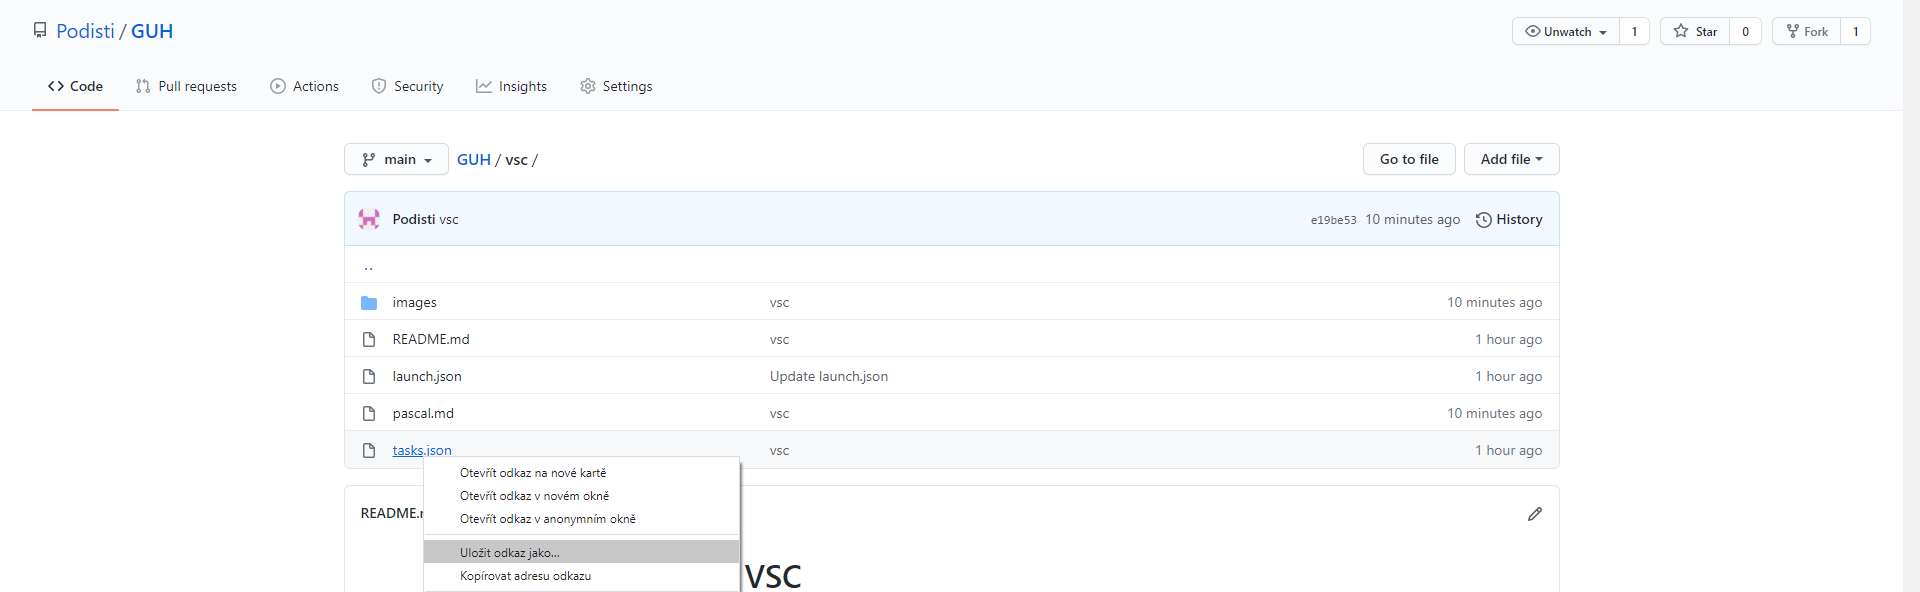 Podisti / GUH
Unwatch 1 Star 0 Fork 1
Code Pull requests Actions Security Insights Settings
main GUH / vsc / Go to file Add file
Podisti vsc e19be53 10 minutes ago History
..
images vsc 10 minutes ago
README.md vsc 1 hour ago
launch.json Update launch.json 1 hour ago
pascal.md vsc 10 minutes ago
tasks.json vsc 1 hour ago
Otevřít odkaz na nové kartě
Otevřít odkaz v novém okně
README.
Otevřít odkaz v anonymním okně
Uložit odkaz jako...
Kopírovat adresu odkazu
VSC